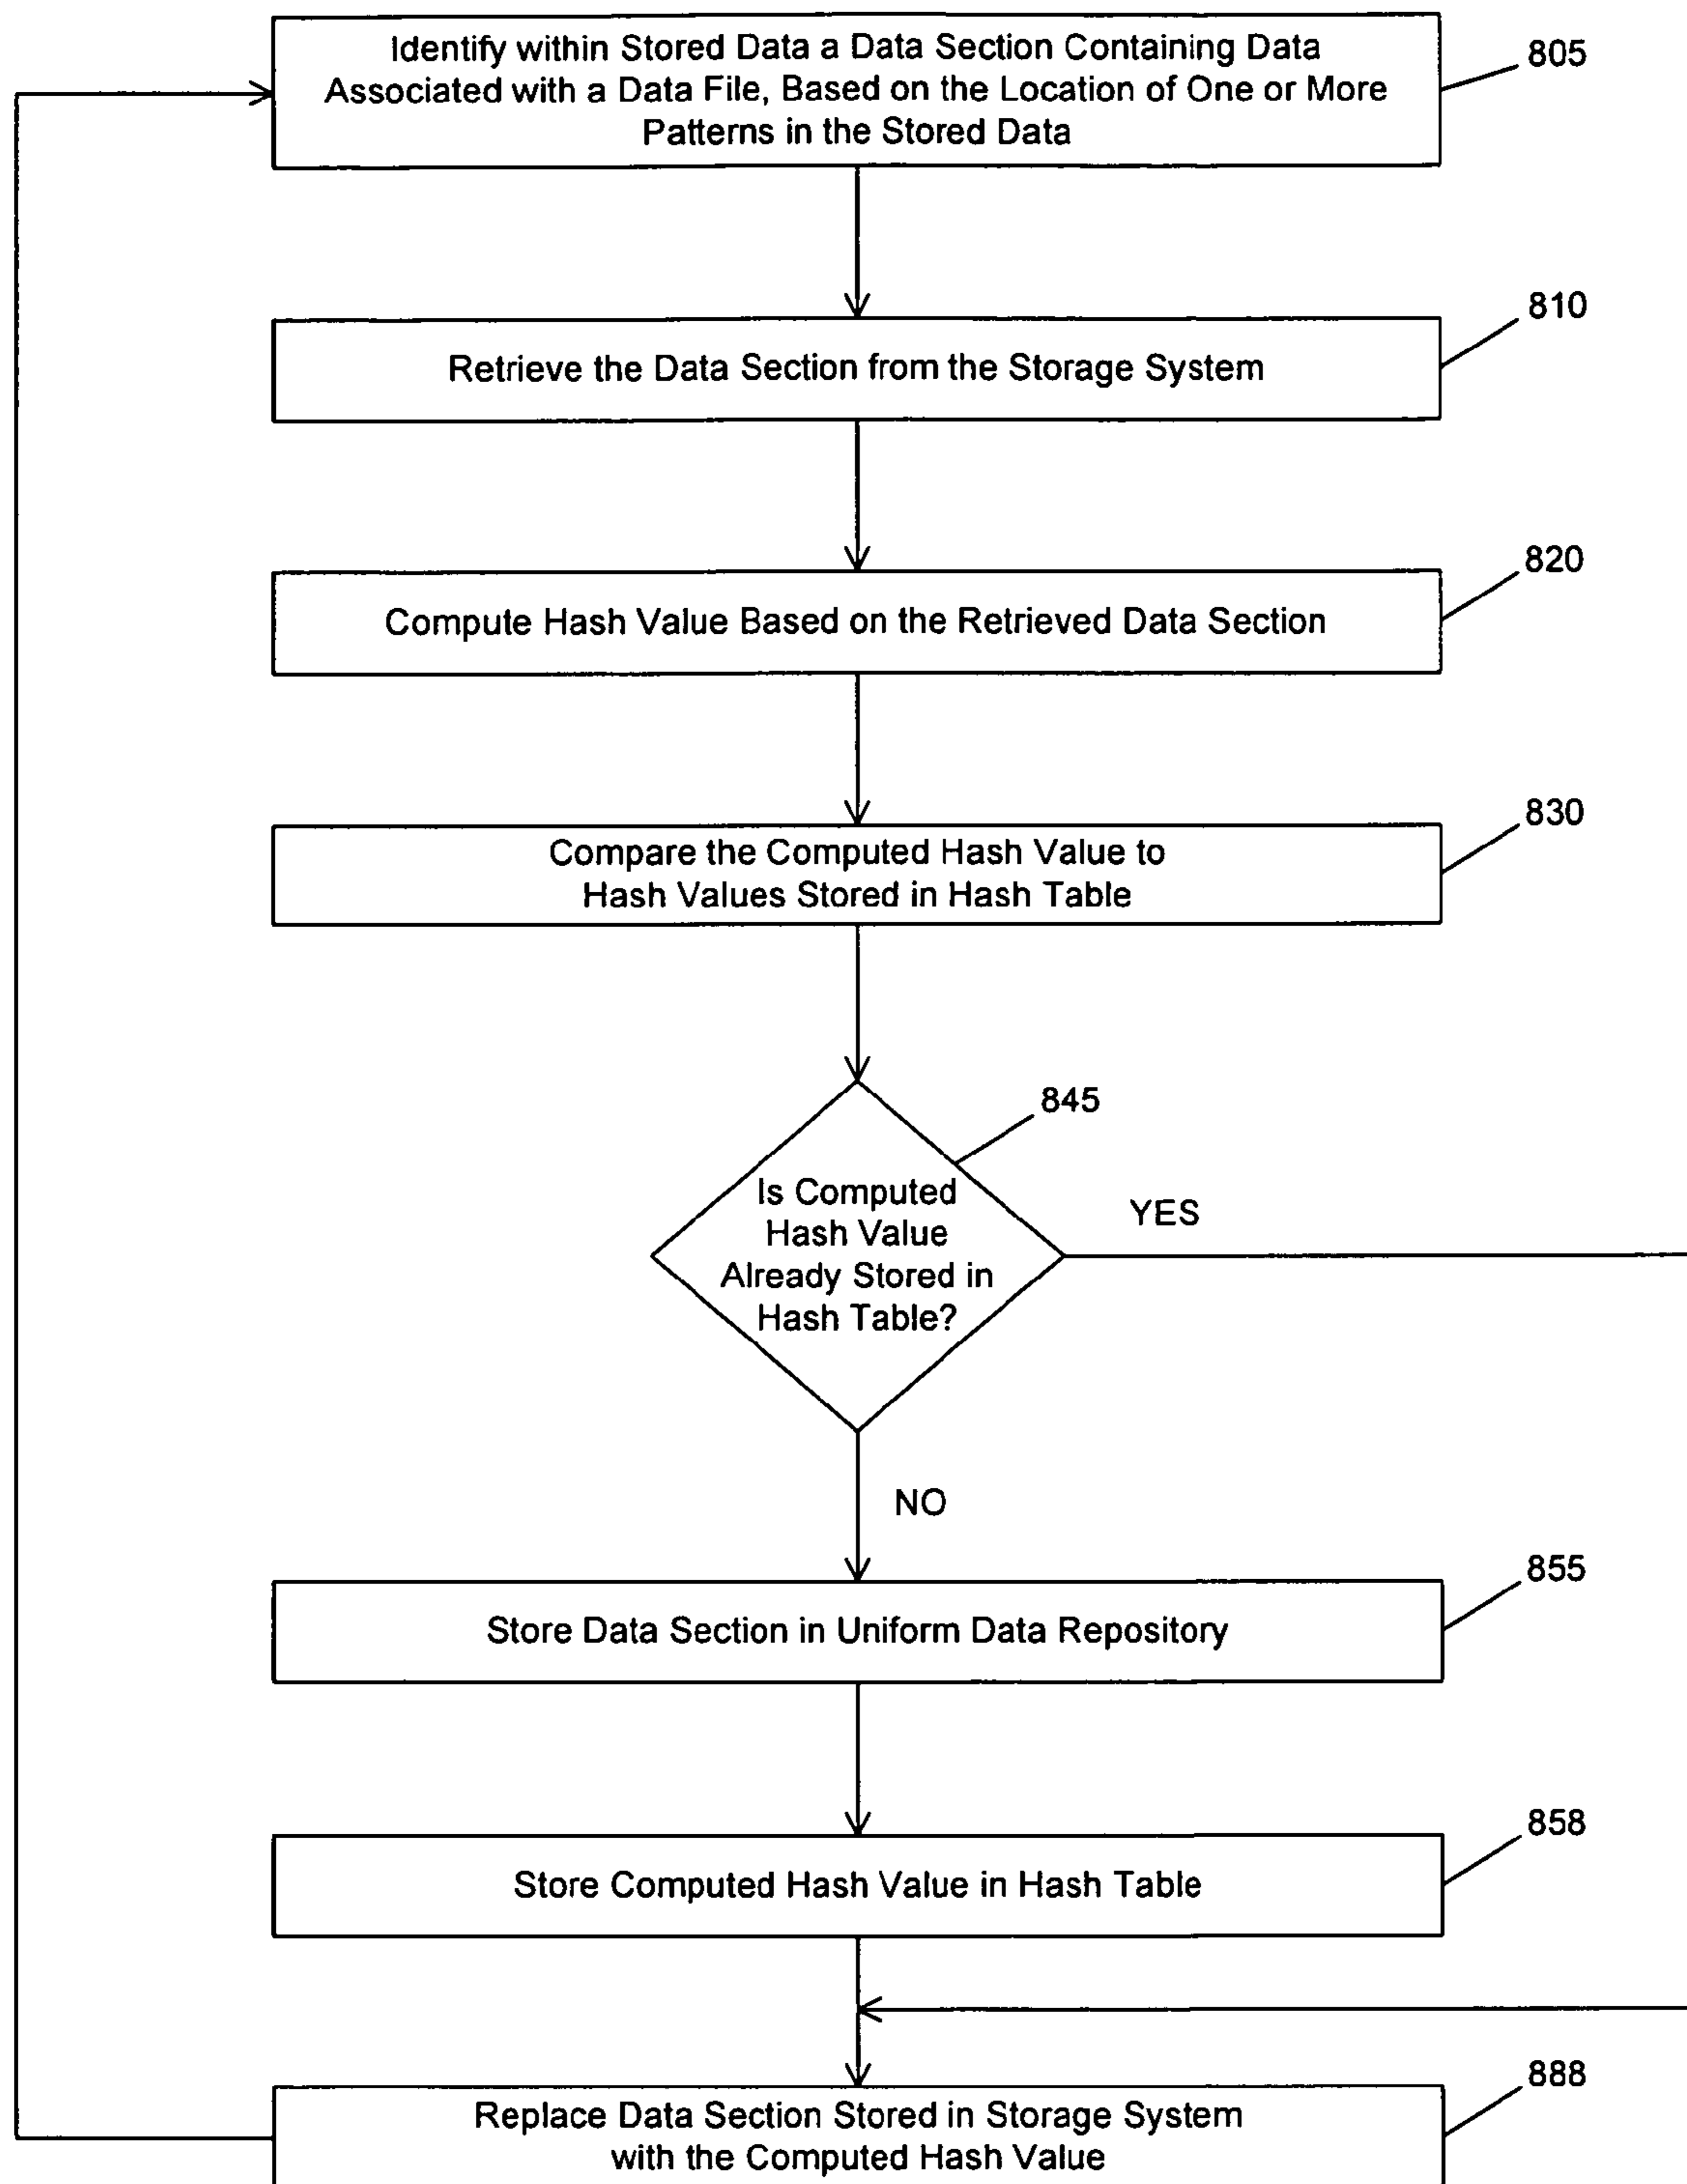 Identify within Stored Data a Data Section Containing Data
Associated with a Data File, Based on the Location of One or More
Patterns in the Stored Data
805
810
Retrieve the Data Section from the Storage System
820
Compute Hash Value Based on the Retrieved Data Section
830
Compare the Computed Hash Value to
Hash Values Stored in Hash Table
845
Is Computed
Hash Value
Already Stored in
Hash Table?
YES
NO
855
Store Data Section in Uniform Data Repository
858
Store Computed Hash Value in Hash Table
888
Replace Data Section Stored in Storage System
with the Computed Hash Value